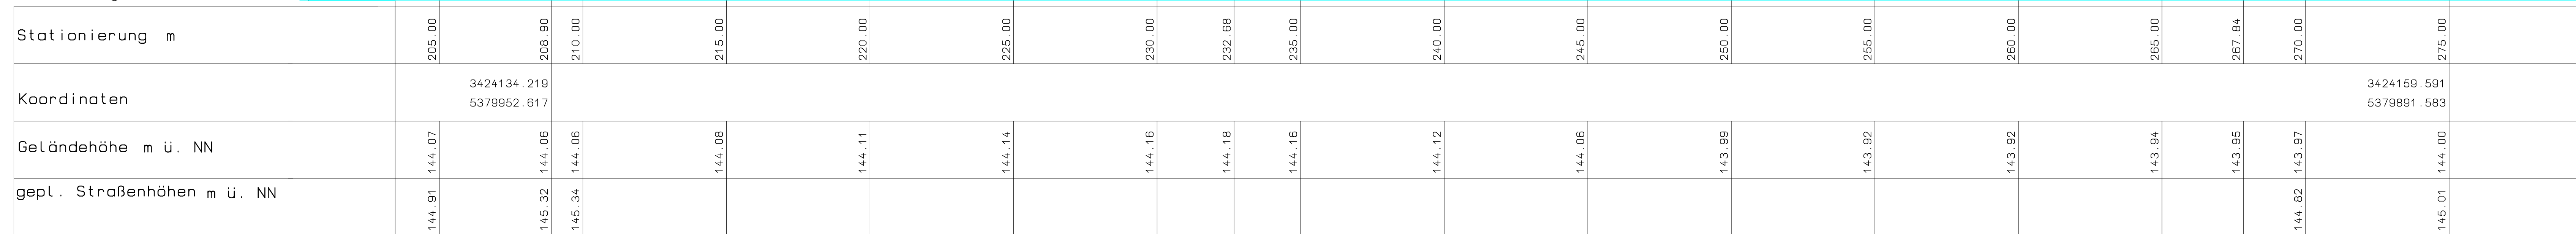 Stationierung m 205.00 208.90 210.00 215.00 220.00 225.00 230.00 232.68 235.00 240.00 245.00 250.00 255.00 260.00 265.00 267.84 270.00 275.00
Koordinaten
3424134.219 3424159.591
5379952.617 5379891.583
Geländehöhe m ü. NN 144.07 144.06 144.06 144.08 144.11 144.14 144.16 144.18 144.16 144.12 144.06 143.99 143.92 143.92 143.94 143.95 143.97 144.00
gepl. Straßenhöhen m ü. NN 144.91 145.32 145.34 144.82 145.01